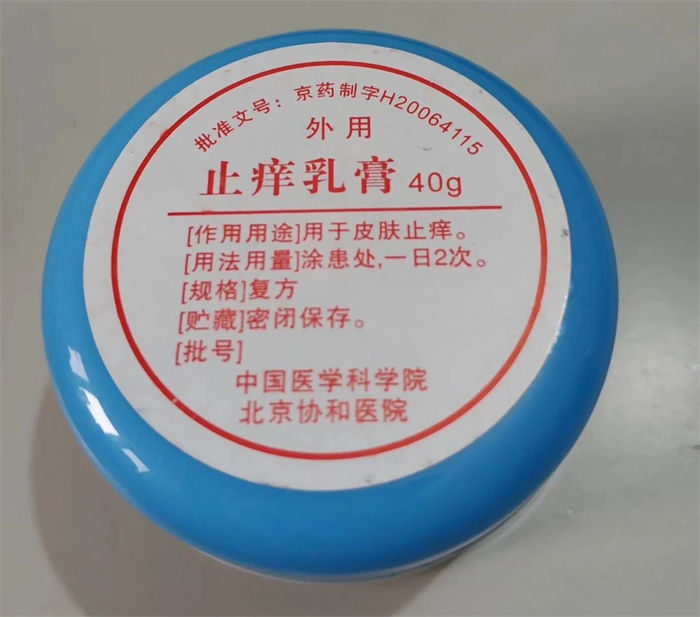 批准文号：京药制字H20064115
外用
止痒乳膏 40g
[作用用途]用于皮肤止痒。
[用法用量]涂患处,一日2次。
[规格]复方
[贮藏]密闭保存。
[批号]
中国医学科学院
北京协和医院